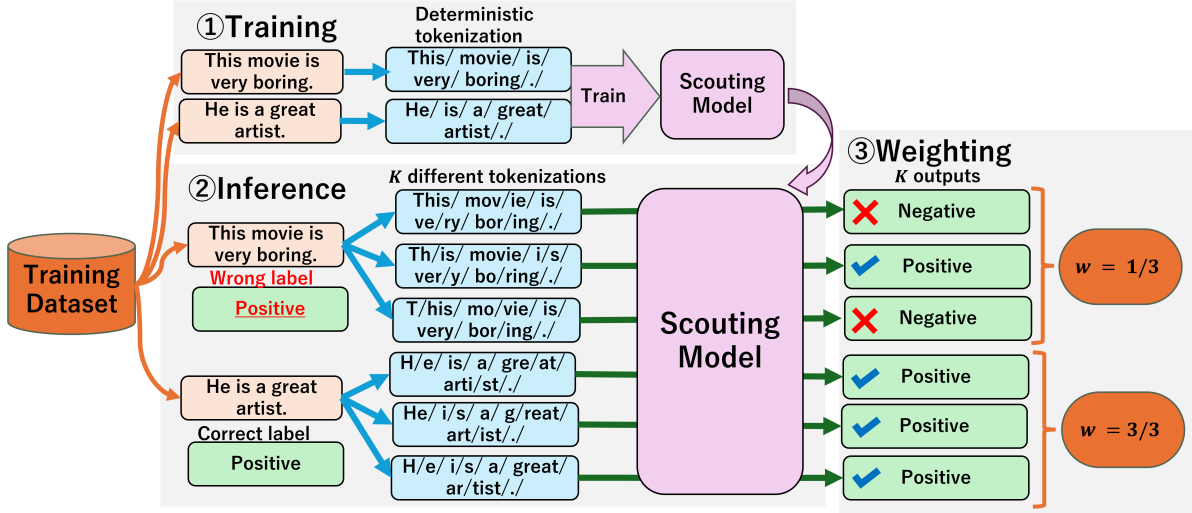 ①Training
Deterministic
tokenization
This movie is
very boring.
This/ movie/ is/
very/ boring/./
He is a great
artist.
He/ is/ a/ great/
artist/./
Train
Scouting
Model
②Inference
K different tokenizations
This movie is
very boring.
Wrong label
Positive
This/ mov/ie/ is/
ve/ry/ bor/ing/./
Th/is/ movie/ i/s/
ver/y/ bo/ring/./
T/his/ mo/vie/ is/
very/ bor/ing/./
Training
Dataset
He is a great
artist.
Correct label
Positive
H/e/ is/ a/ gre/at/
arti/st/./
He/ i/s/ a/ g/reat/
art/ist/./
H/e/ i/s/ a/ great/
ar/tist/./
Scouting
Model
③Weighting
K outputs
Negative
Positive
Negative
w = 1/3
Positive
Positive
Positive
w = 3/3